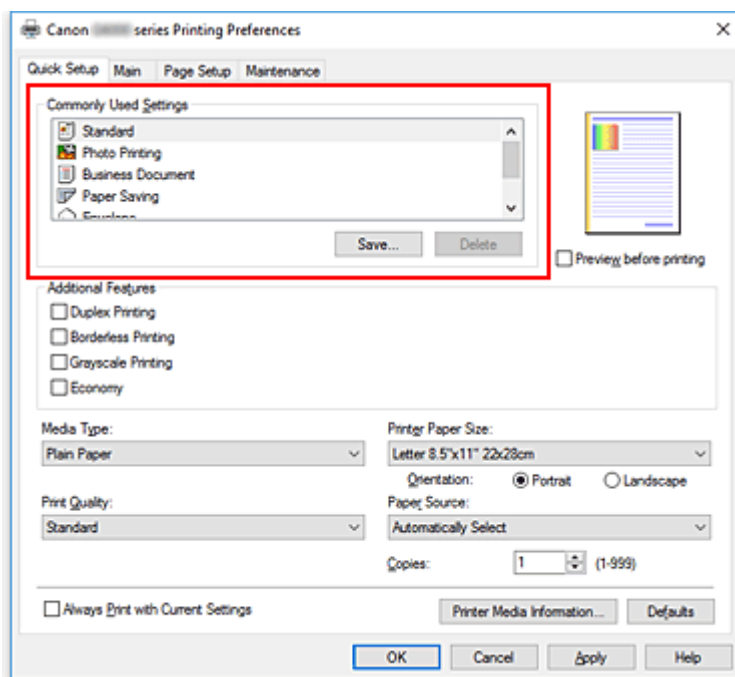 Canon series Printing Preferences
Quick Setup Main Page Setup Maintenance
Commonly Used Settings
Standard
Photo Printing
Business Document
Paper Saving
Envelope
Save... Delete
Preview before printing
Additional Features
Duplex Printing
Borderless Printing
Grayscale Printing
Economy
Media Type: Printer Paper Size:
Plain Paper Letter 8.5"x11" 22x28cm
Orientation: Portrait Landscape
Print Quality: Paper Source:
Standard Automatically Select
Copies: 1 (1-999)
Always Print with Current Settings Printer Media Information... Defaults
OK Cancel Apply Help